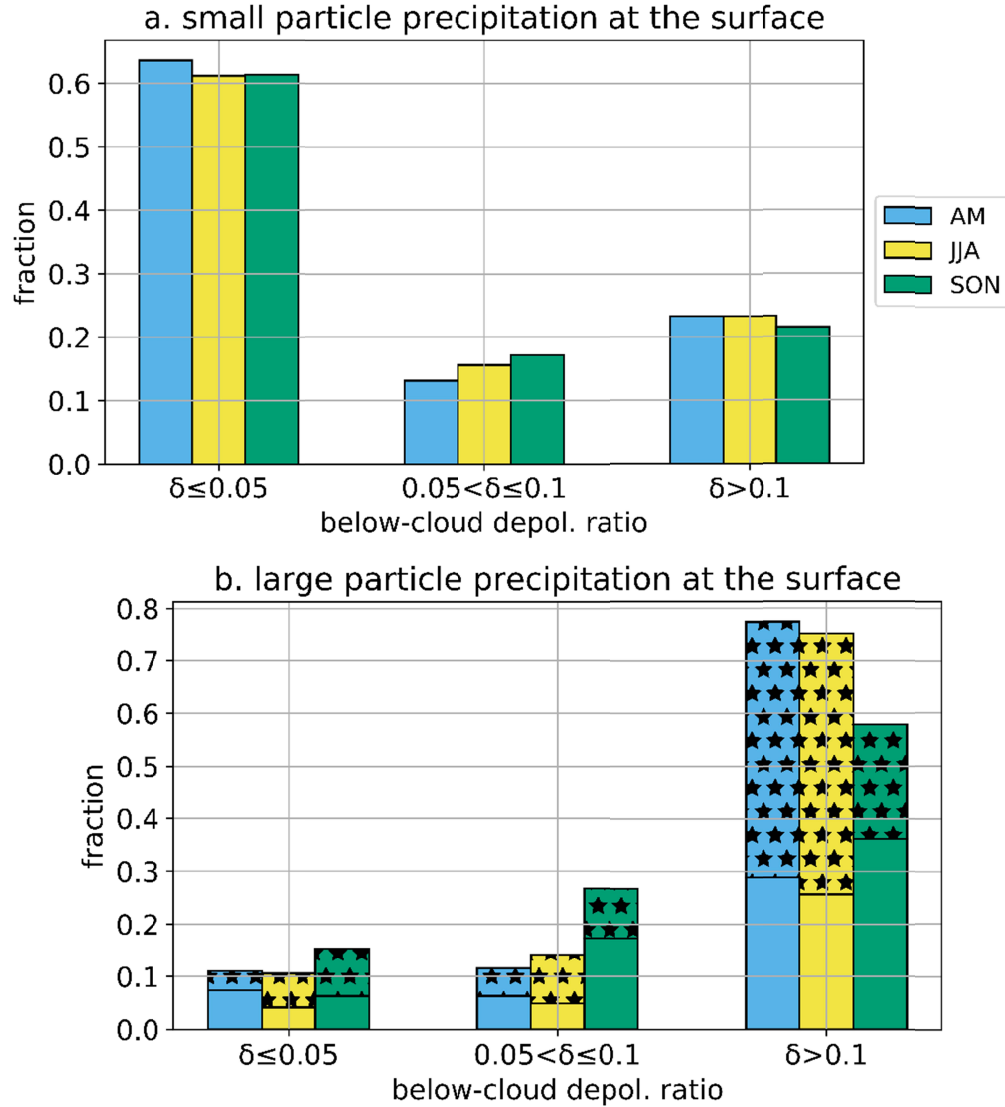 a. small particle precipitation at the surface
0.6
0.5
0.4
0.3
0.2
0.1
0.0
fraction
δ≤0.05
0.05<δ≤0.1
δ>0.1
below-cloud depol. ratio
AM
JJA
SON
b. large particle precipitation at the surface
0.8
0.7
0.6
0.5
0.4
0.3
0.2
0.1
0.0
fraction
δ≤0.05
0.05<δ≤0.1
δ>0.1
below-cloud depol. ratio